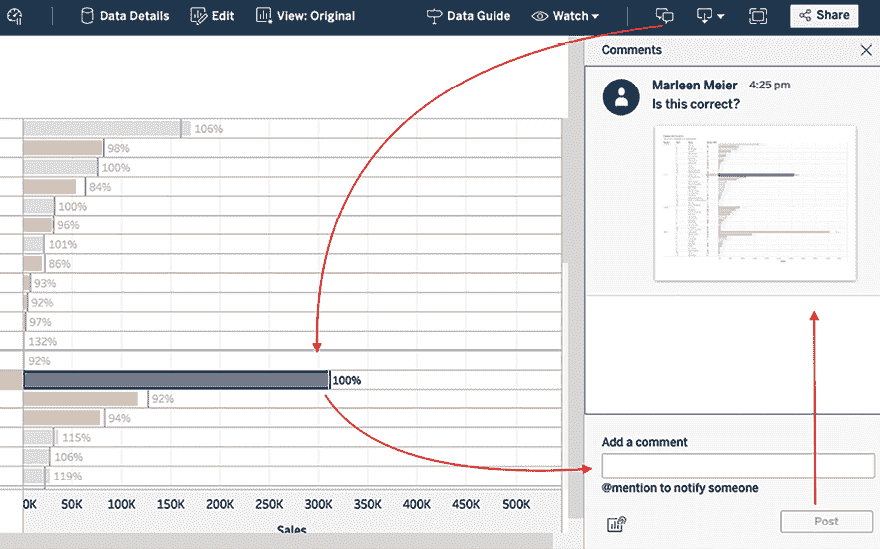 Data Details Edit View: Original Data Guide Watch Share
Comments
Marleen Meier 4:25 pm
Is this correct?
106%
98%
100%
84%
100%
96%
101%
86%
93%
92%
97%
132%
92%
100%
92%
94%
115%
106%
119%
0K 50K 100K 150K 200K 250K 300K 350K 400K 450K 500K
Sales
Add a comment
@mention to notify someone
Post